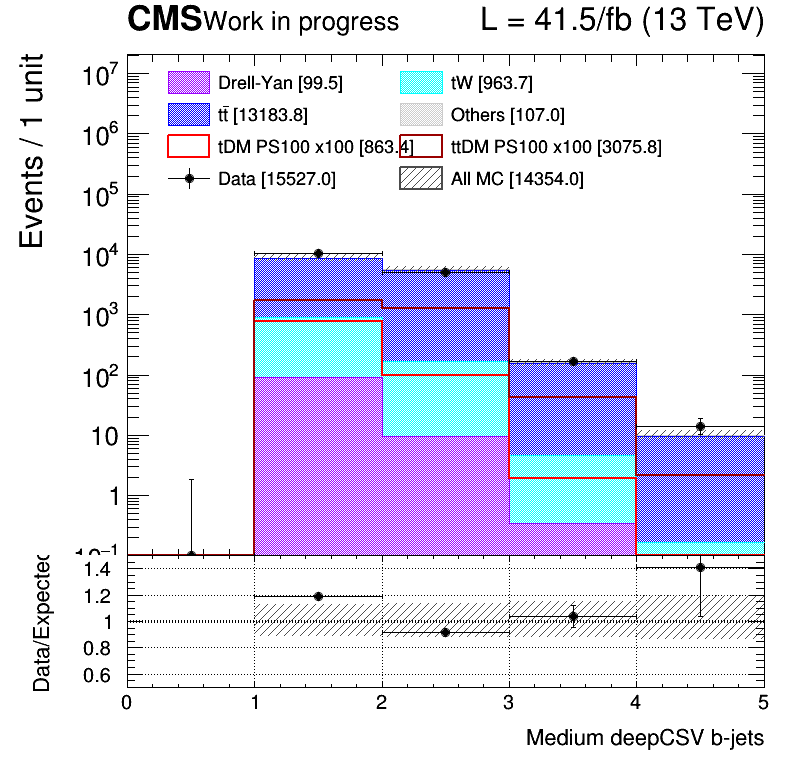 CMS Work in progress L = 41.5/fb (13 TeV)
Events / 1 unit
10⁷
10⁶
10⁵
10⁴
10³
10²
10
1
10⁻¹
Drell-Yan [99.5]
tW [963.7]
tt̄ [13183.8]
Others [107.0]
tDM PS100 x100 [863.4]
ttDM PS100 x100 [3075.8]
Data [15527.0]
All MC [14354.0]
Data/Expected
1.4
1.2
1
0.8
0.6
0 1 2 3 4 5
Medium deepCSV b-jets